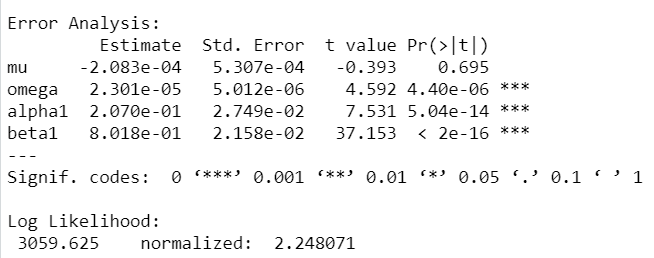 Error Analysis:
Estimate Std. Error t value Pr(>|t|)
mu -2.083e-04 5.307e-04 -0.393 0.695
omega 2.301e-05 5.012e-06 4.592 4.40e-06 ***
alpha1 2.070e-01 2.749e-02 7.531 5.04e-14 ***
beta1 8.018e-01 2.158e-02 37.153 < 2e-16 ***
---
Signif. codes: 0 ‘***’ 0.001 ‘**’ 0.01 ‘*’ 0.05 ‘.’ 0.1 ‘ ’ 1
Log Likelihood:
3059.625 normalized: 2.248071